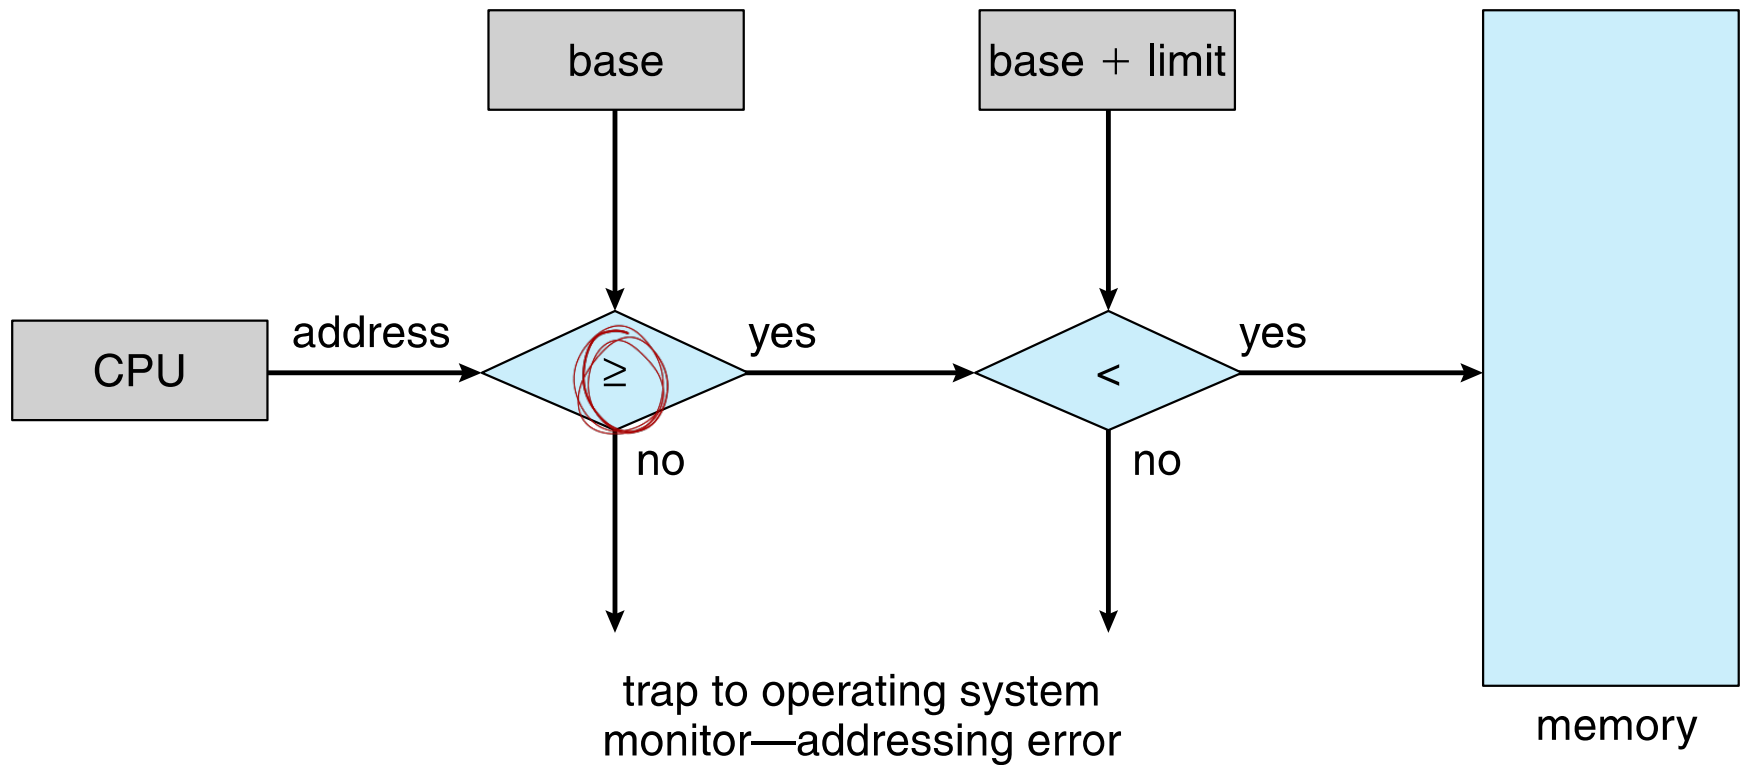 base
base + limit
CPU
address
≥
yes
<
yes
no
no
trap to operating system
monitor—addressing error
memory